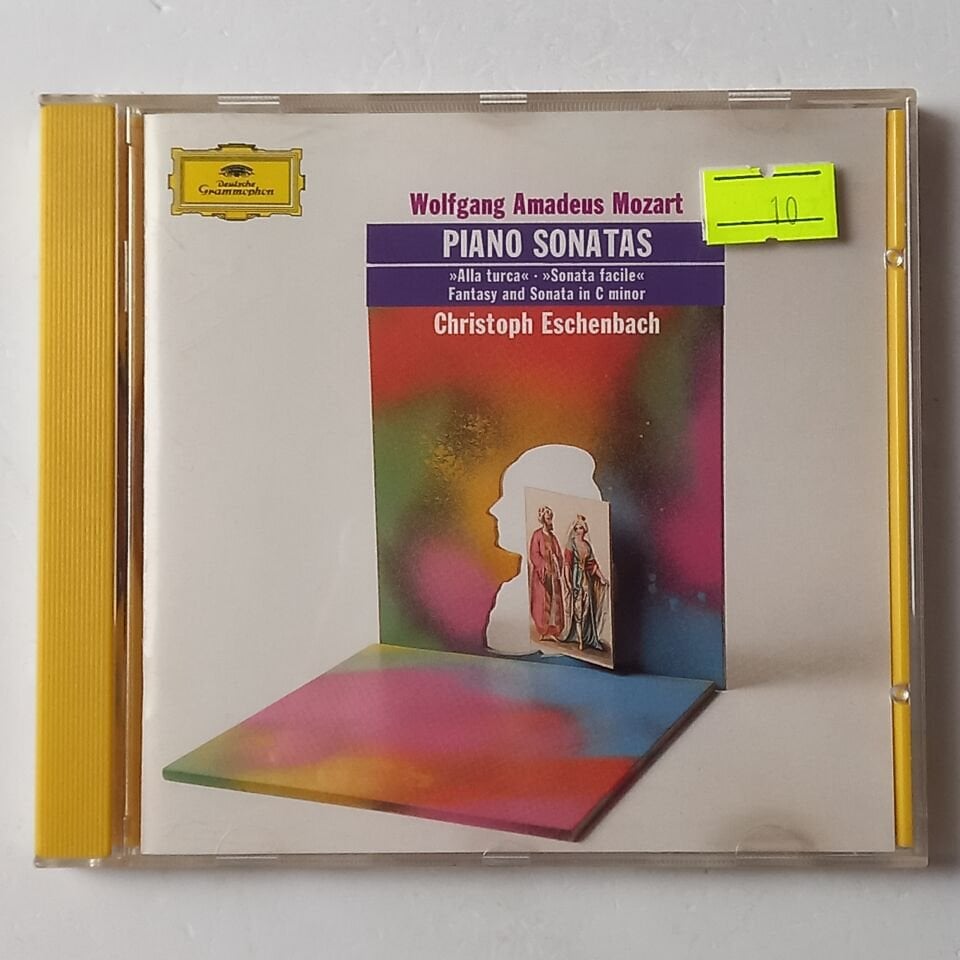 Deutsche
Grammophon
Wolfgang Amadeus Mozart
10
PIANO SONATAS
»Alla turca« · »Sonata facile«
Fantasy and Sonata in C minor
Christoph Eschenbach